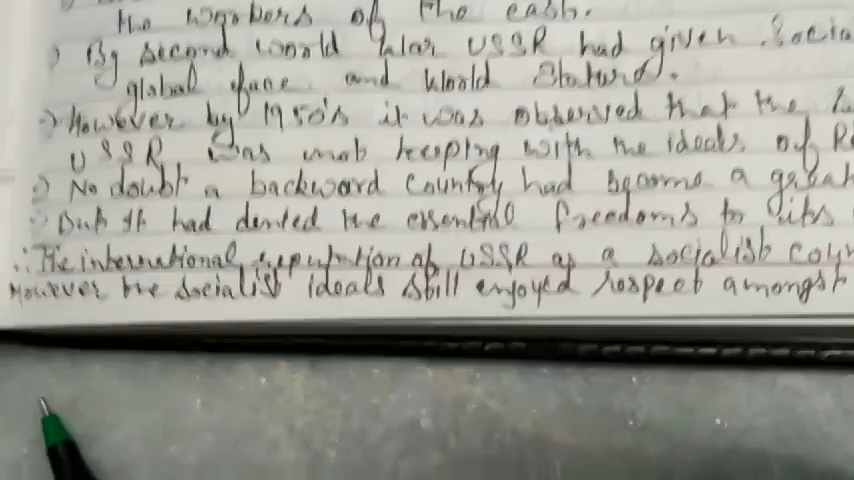 the workers of the east.
By second world War USSR had given Socia
global face and World Stature.
However by 1950's it was observed that the
USSR was not keeping with the ideals of R
No doubt a backward Country had become a great
But it had denied the essential freedoms to its
∴ The international reputation of USSR as a socialist coun
However the socialist ideals still enjoyed respect amongst